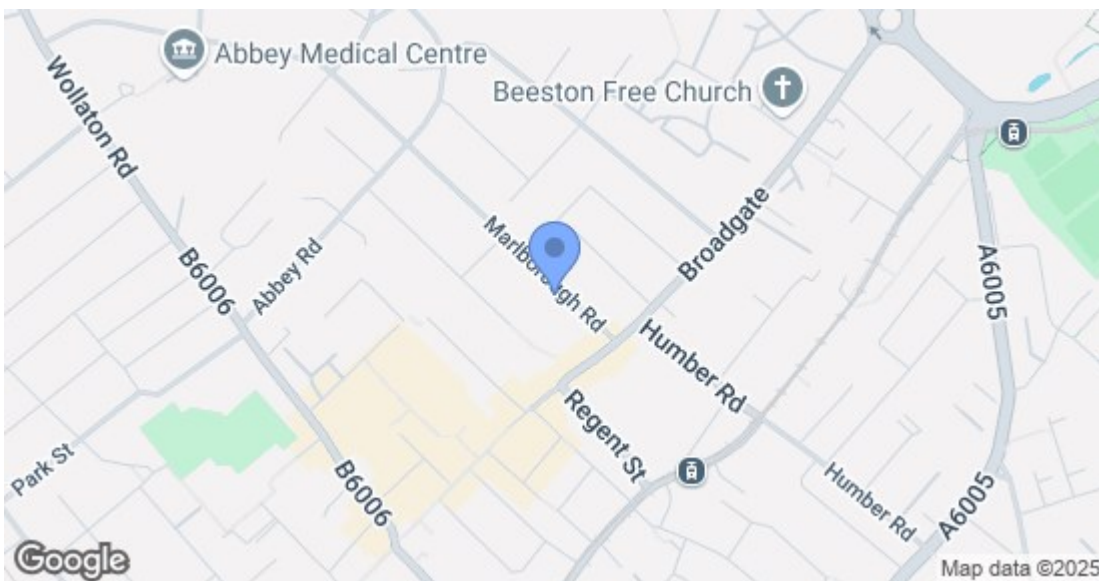 Abbey Medical Centre
Wollaton Rd
Beeston Free Church
Marlborough Rd
Broadgate
B6006
Abbey Rd
A6005
Humber Rd
Regent St
Park St
B6006
Humber Rd
A6005
Google
Map data ©2025